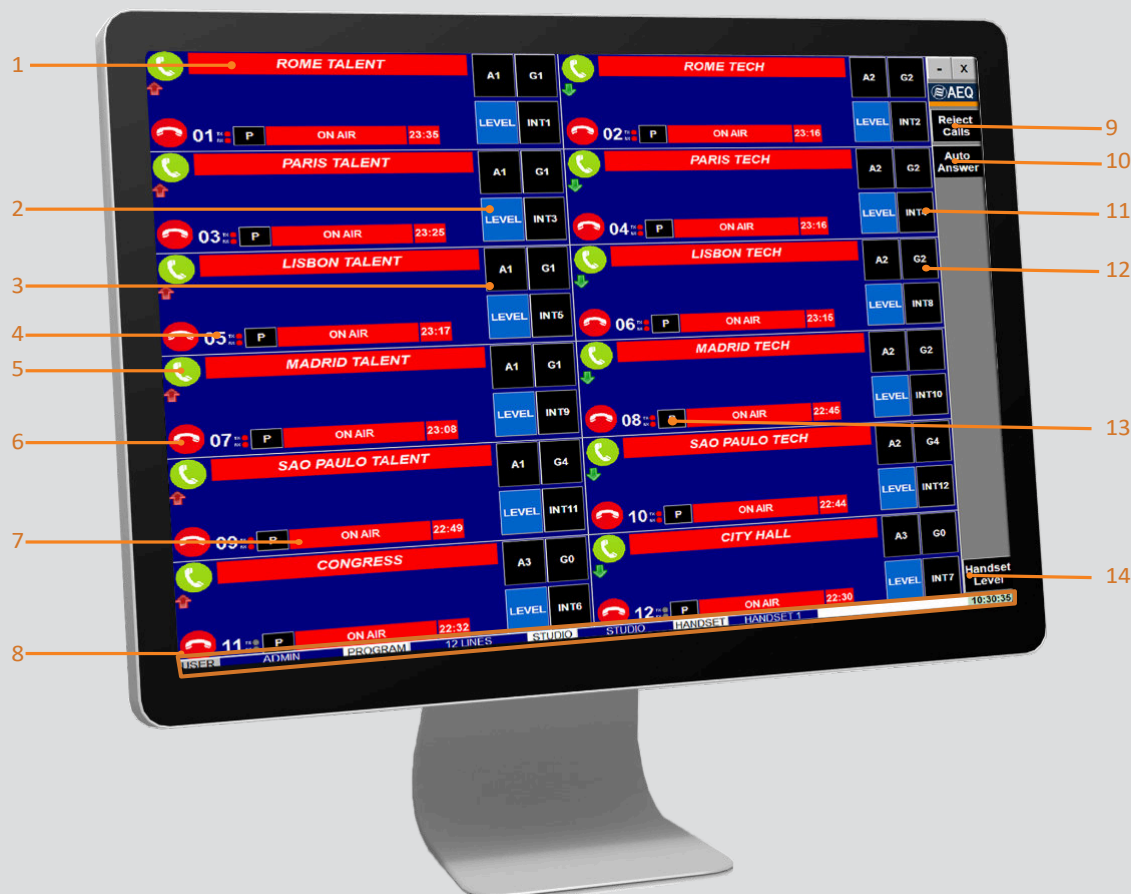 1
2
3
4
5
6
7
8
9
10
11
12
13
14
ROME TALENT
A1 G1
LEVEL INT1
01 P ON AIR 23:35
ROME TECH
A2 G2
LEVEL INT2
02 P ON AIR 23:16
PARIS TALENT
A1 G1
LEVEL INT3
03 P ON AIR 23:25
PARIS TECH
A2 G2
LEVEL
04 P ON AIR 23:16
LISBON TALENT
A1 G1
LEVEL INT5
05 P ON AIR 23:17
LISBON TECH
A2 G2
LEVEL INT8
06 P ON AIR 23:15
MADRID TALENT
A1 G1
LEVEL INT9
07 P ON AIR 23:08
MADRID TECH
A2 G2
LEVEL INT10
08 P ON AIR 22:45
SAO PAULO TALENT
A1 G4
LEVEL INT11
09 P ON AIR 22:49
SAO PAULO TECH
A2 G4
LEVEL INT12
10 P ON AIR 22:44
CONGRESS
A3 G0
LEVEL INT6
11 P ON AIR 22:32
CITY HALL
A3 G0
LEVEL INT7
12 P ON AIR 22:30
- X
AEQ
Reject
Calls
Auto
Answer
Handset
Level
USER ADMIN PROGRAM 12 LINES STUDIO STUDIO HANDSET HANDSET 1 10:30:35